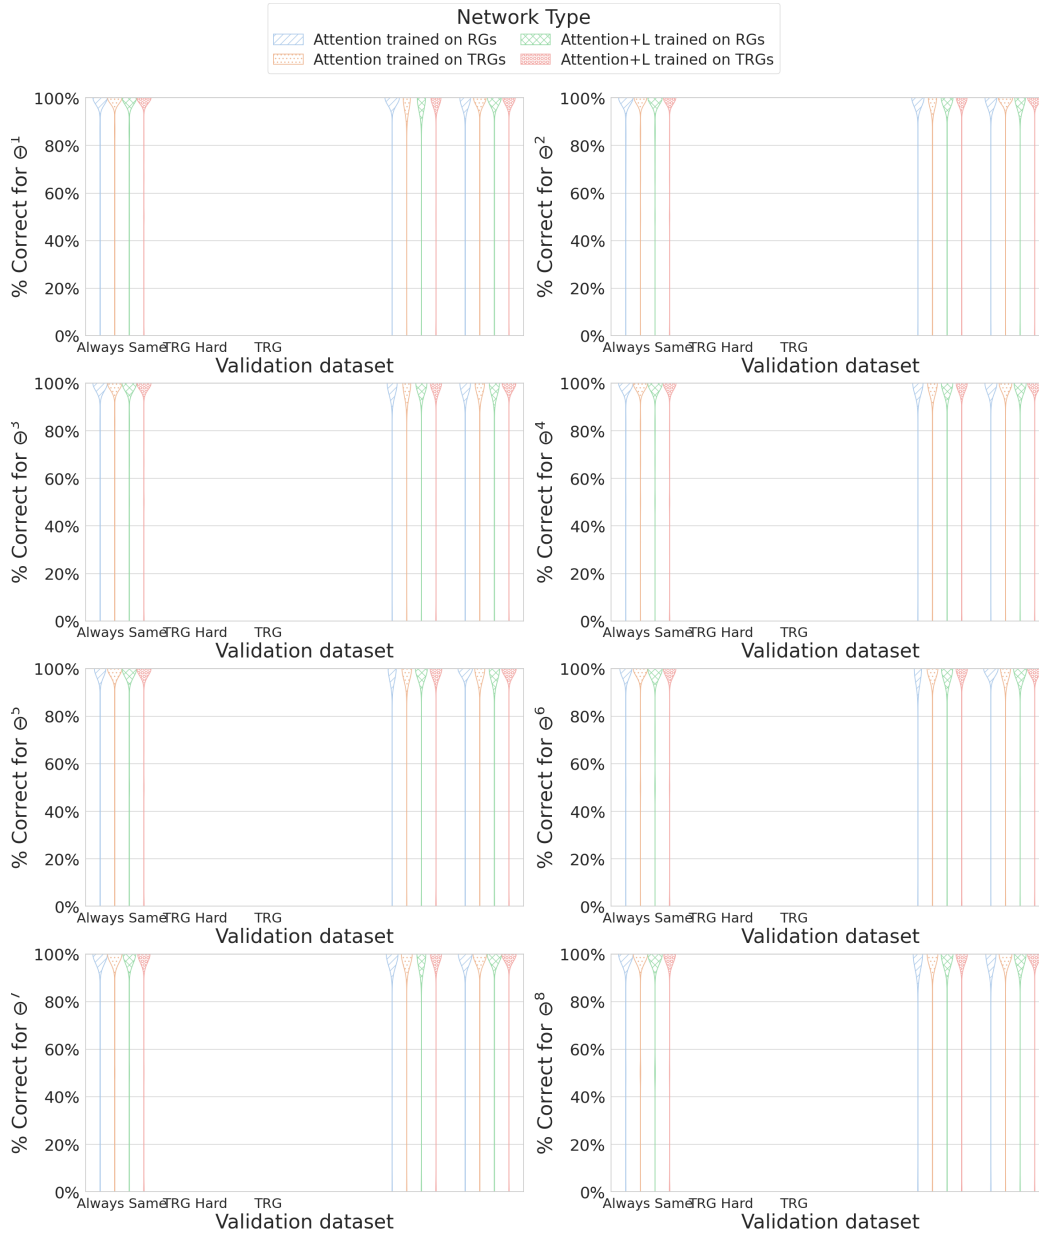 Network Type
Attention trained on RGs Attention+L trained on RGs
Attention trained on TRGs Attention+L trained on TRGs
% Correct for Θ¹
100%
80%
60%
40%
20%
0%
Always Same TRG Hard TRG
Validation dataset
% Correct for Θ²
100%
80%
60%
40%
20%
0%
Always Same TRG Hard TRG
Validation dataset
% Correct for Θ³
100%
80%
60%
40%
20%
0%
Always Same TRG Hard TRG
Validation dataset
% Correct for Θ⁴
100%
80%
60%
40%
20%
0%
Always Same TRG Hard TRG
Validation dataset
% Correct for Θ⁵
100%
80%
60%
40%
20%
0%
Always Same TRG Hard TRG
Validation dataset
% Correct for Θ⁶
100%
80%
60%
40%
20%
0%
Always Same TRG Hard TRG
Validation dataset
% Correct for Θ⁷
100%
80%
60%
40%
20%
0%
Always Same TRG Hard TRG
Validation dataset
% Correct for Θ⁸
100%
80%
60%
40%
20%
0%
Always Same TRG Hard TRG
Validation dataset